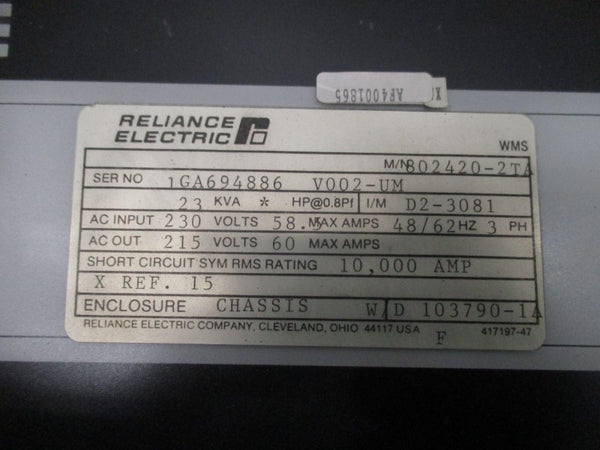 AP4001865
RELIANCE
ELECTRIC
WMS
M/N 802420-2TA
SER NO 1GA694886 V002-UM
23 KVA * HP@0.8Pf I/M D2-3081
AC INPUT 230 VOLTS 58.5 MAX AMPS 48/62 HZ 3 PH
AC OUT 215 VOLTS 60 MAX AMPS
SHORT CIRCUIT SYM RMS RATING 10,000 AMP
X REF. 15
ENCLOSURE CHASSIS W/D 103790-1A
RELIANCE ELECTRIC COMPANY, CLEVELAND, OHIO 44117 USA F 417197-47